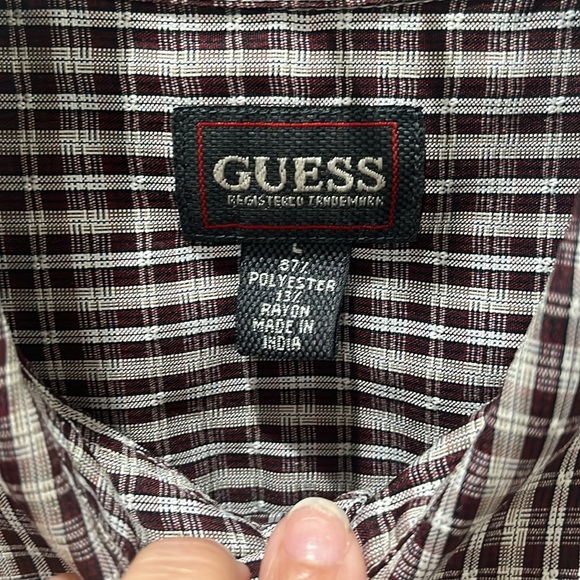 GUESS
REGISTERED TRADEMARK
L
87%
POLYESTER
13%
RAYON
MADE IN
INDIA